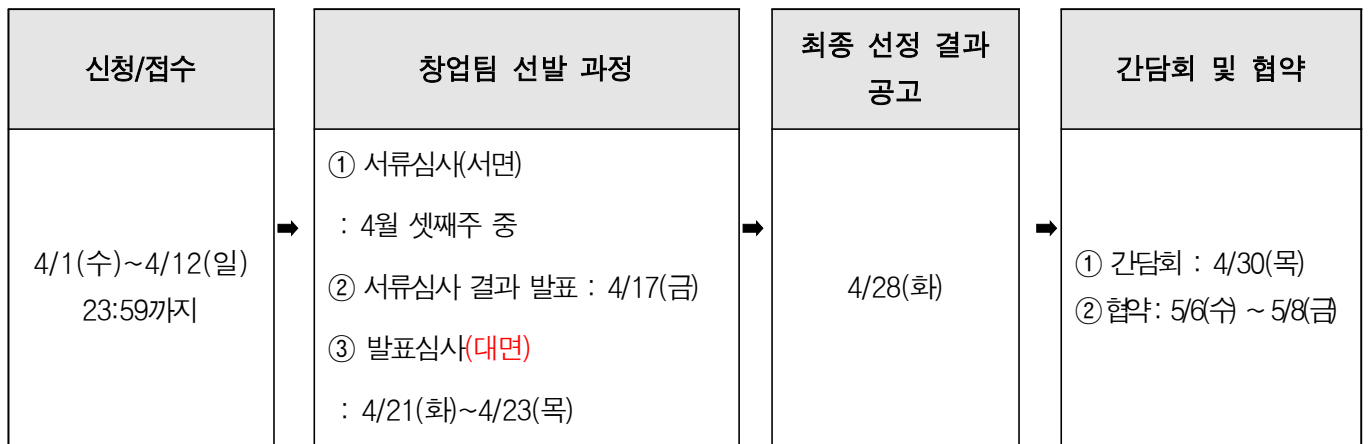 신청/접수
창업팀 선발 과정
최종 선정 결과
공고
간담회 및 협약
4/1(수)~4/12(일)
23:59까지
➡
① 서류심사(서면)
: 4월 셋째주 중
② 서류심사 결과 발표 : 4/17(금)
③ 발표심사(대면)
: 4/21(화)~4/23(목)
➡
4/28(화)
➡
① 간담회 : 4/30(목)
② 협약 : 5/6(수) ~ 5/8(금)